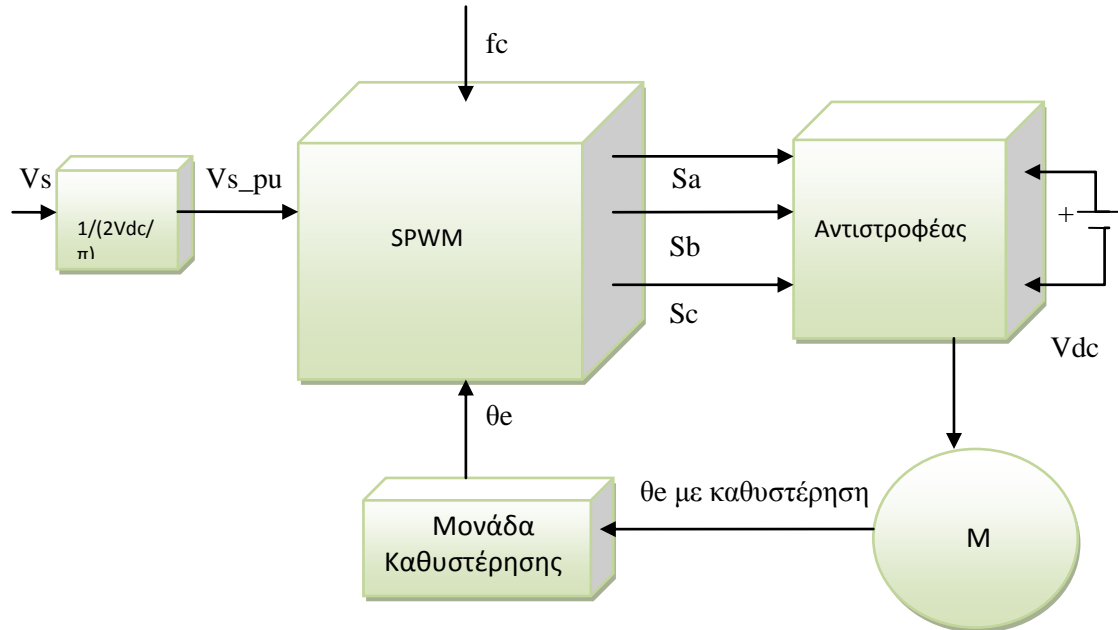 fc
Vs
Vs_pu
1/(2Vdc/
π)
SPWM
Sa
Sb
Sc
Αντιστροφέας
+
Vdc
θe
θe με καθυστέρηση
Μονάδα
Καθυστέρησης
M